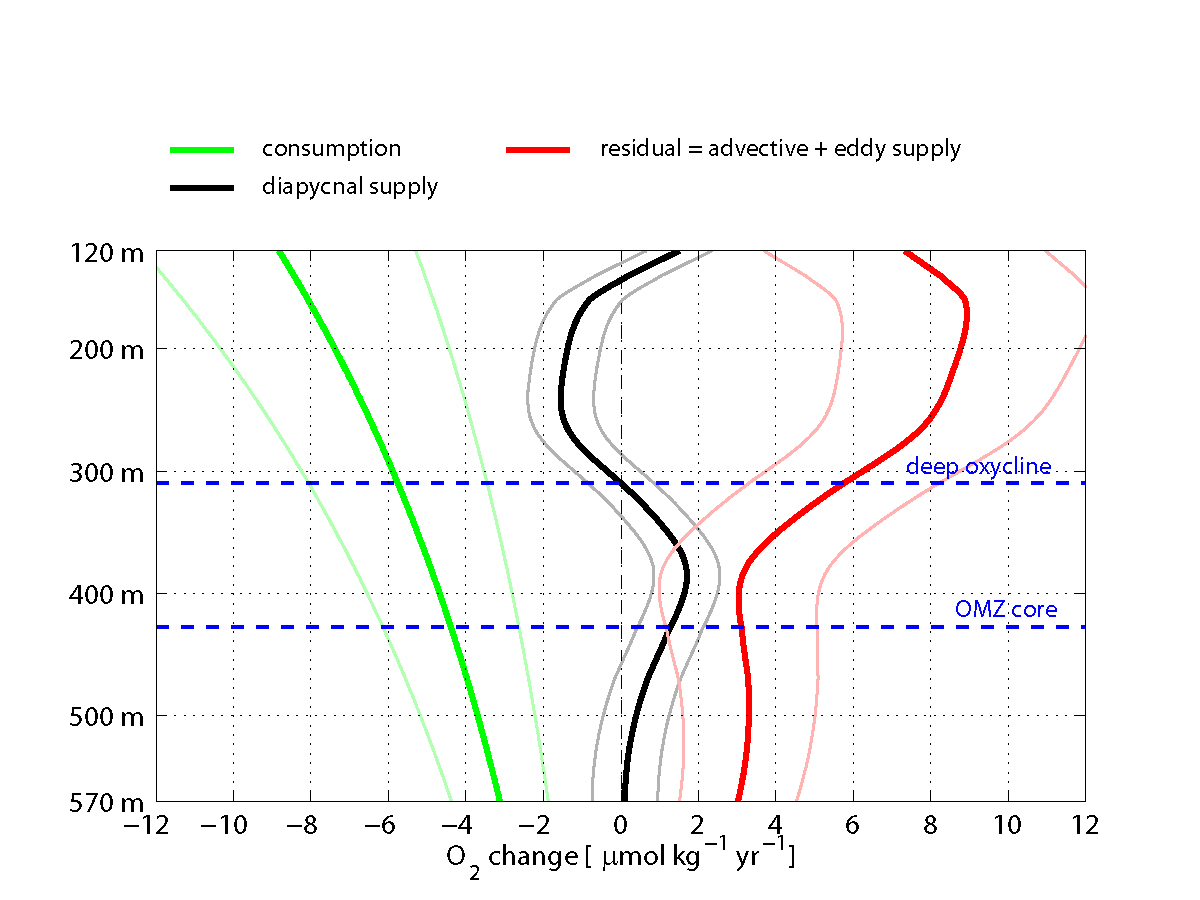 consumption
residual = advective + eddy supply
diapycnal supply
120 m
200 m
300 m
deep oxycline
400 m
OMZ core
500 m
570 m
−12 −10 −8 −6 −4 −2 0 2 4 6 8 10 12
O₂ change [ μmol kg⁻¹ yr⁻¹]